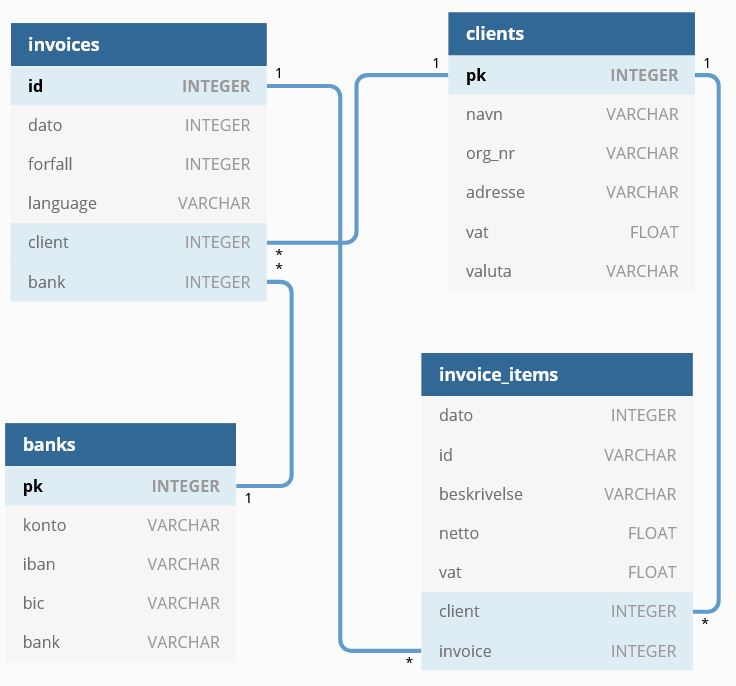 invoices
id INTEGER
dato INTEGER
forfall INTEGER
language VARCHAR
client INTEGER
bank INTEGER
1
*
*
clients
pk INTEGER
navn VARCHAR
org_nr VARCHAR
adresse VARCHAR
vat FLOAT
valuta VARCHAR
1
1
banks
pk INTEGER
konto VARCHAR
iban VARCHAR
bic VARCHAR
bank VARCHAR
1
invoice_items
dato INTEGER
id VARCHAR
beskrivelse VARCHAR
netto FLOAT
vat FLOAT
client INTEGER
invoice INTEGER
*
*